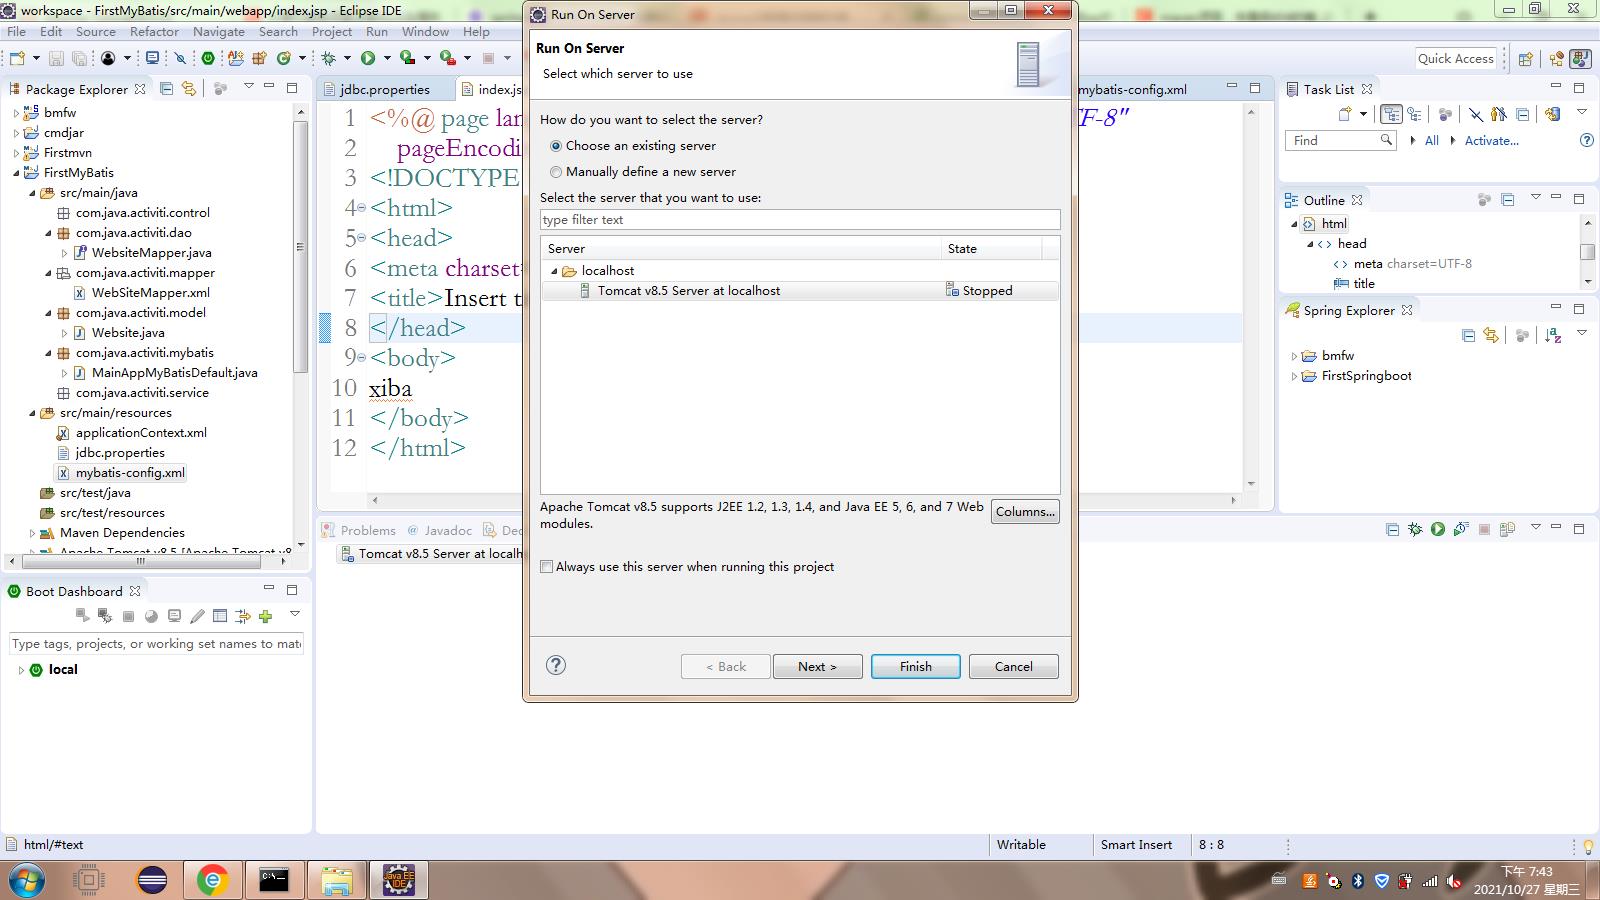 workspace - FirstMyBatis/src/main/webapp/index.jsp - Eclipse IDE
File Edit Source Refactor Navigate Search Project Run Window Help
Quick Access
Package Explorer
bmfw
cmdjar
Firstmvn
FirstMyBatis
src/main/java
com.java.activiti.control
com.java.activiti.dao
WebsiteMapper.java
com.java.activiti.mapper
WebSiteMapper.xml
com.java.activiti.model
Website.java
com.java.activiti.mybatis
MainAppMyBatisDefault.java
com.java.activiti.service
src/main/resources
applicationContext.xml
jdbc.properties
mybatis-config.xml
src/test/java
src/test/resources
Maven Dependencies
Apache Tomcat v8.5 [Apache Tomcat v8
Boot Dashboard
Type tags, projects, or working set names to mat
local
jdbc.properties
index.js
mybatis-config.xml
1 <%@ page lan
F-8"
2 pageEncodi
3 <!DOCTYPE
4 <html>
5 <head>
6 <meta charset
7 <title>Insert t
8 </head>
9 <body>
10 xiba
11 </body>
12 </html>
Problems @ Javadoc Dec
Tomcat v8.5 Server at localh
Run On Server
Run On Server
Select which server to use
How do you want to select the server?
Choose an existing server
Manually define a new server
Select the server that you want to use:
type filter text
Server State
localhost
Tomcat v8.5 Server at localhost Stopped
Apache Tomcat v8.5 supports J2EE 1.2, 1.3, 1.4, and Java EE 5, 6, and 7 Web
modules.
Columns...
Always use this server when running this project
< Back Next > Finish Cancel
Task List
Find All Activate...
Outline
html
head
meta charset=UTF-8
title
Spring Explorer
bmfw
FirstSpringboot
html/#text
Writable Smart Insert 8 : 8
Java EE
IDE
下午 7:43
2021/10/27 星期三